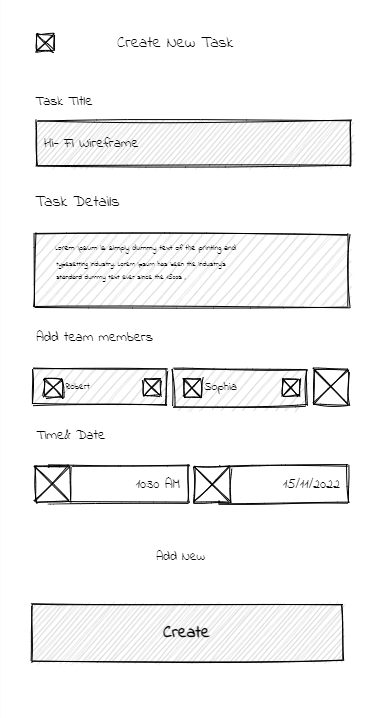 Create New Task
Task Title
Hi- Fi Wireframe
Task Details
Lorem Ipsum is simply dummy text of the printing and
typesetting industry. Lorem Ipsum has been the industry's
standard dummy text ever since the 1500s ,
Add team members
Robert
Sophia
Time& Date
1030 AM
15/11/2022
Add New
Create